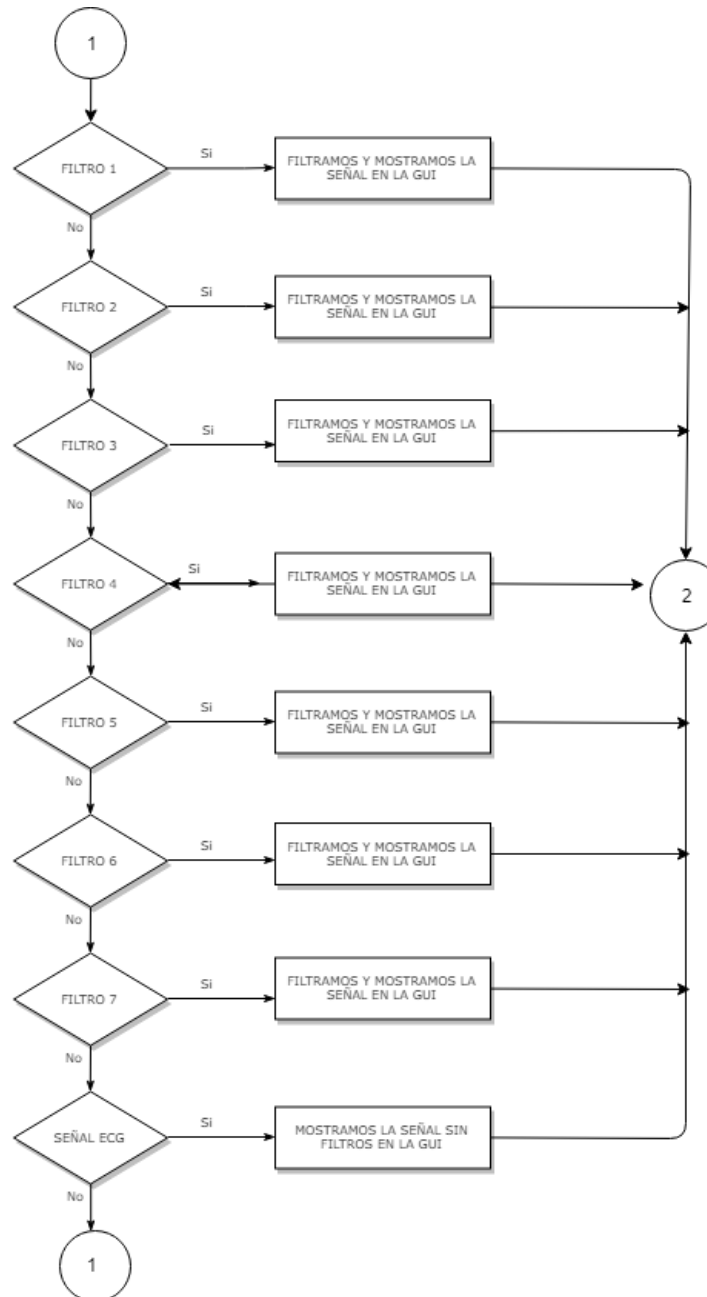 1
FILTRO 1
Si
FILTRAMOS Y MOSTRAMOS LA
SEÑAL EN LA GUI
No
FILTRO 2
Si
FILTRAMOS Y MOSTRAMOS LA
SEÑAL EN LA GUI
No
FILTRO 3
Si
FILTRAMOS Y MOSTRAMOS LA
SEÑAL EN LA GUI
No
FILTRO 4
Si
FILTRAMOS Y MOSTRAMOS LA
SEÑAL EN LA GUI
2
No
FILTRO 5
Si
FILTRAMOS Y MOSTRAMOS LA
SEÑAL EN LA GUI
No
FILTRO 6
Si
FILTRAMOS Y MOSTRAMOS LA
SEÑAL EN LA GUI
No
FILTRO 7
Si
FILTRAMOS Y MOSTRAMOS LA
SEÑAL EN LA GUI
No
SEÑAL ECG
Si
MOSTRAMOS LA SEÑAL SIN
FILTROS EN LA GUI
No
1